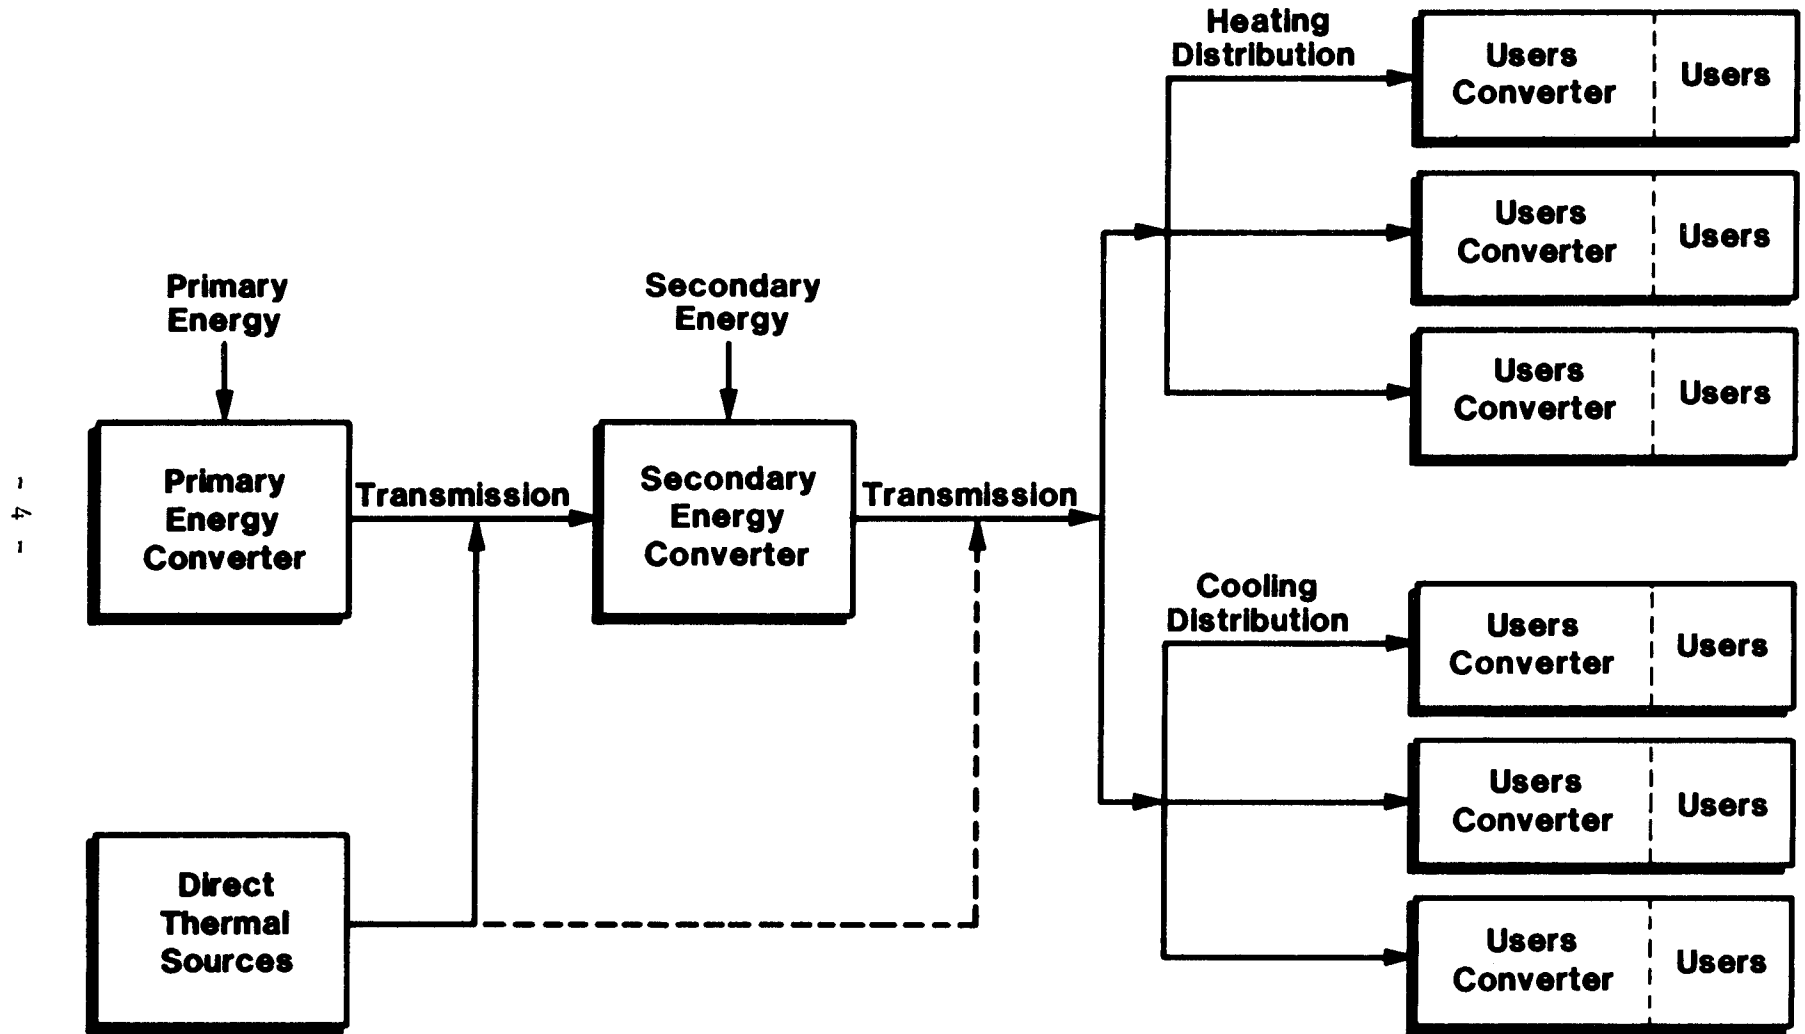 Heating
Distribution
Users
Converter
Users
Users
Converter
Users
Users
Converter
Users
Primary
Energy
Secondary
Energy
Primary
Energy
Converter
Transmission
Secondary
Energy
Converter
Transmission
- 4 -
Cooling
Distribution
Users
Converter
Users
Users
Converter
Users
Users
Converter
Users
Direct
Thermal
Sources